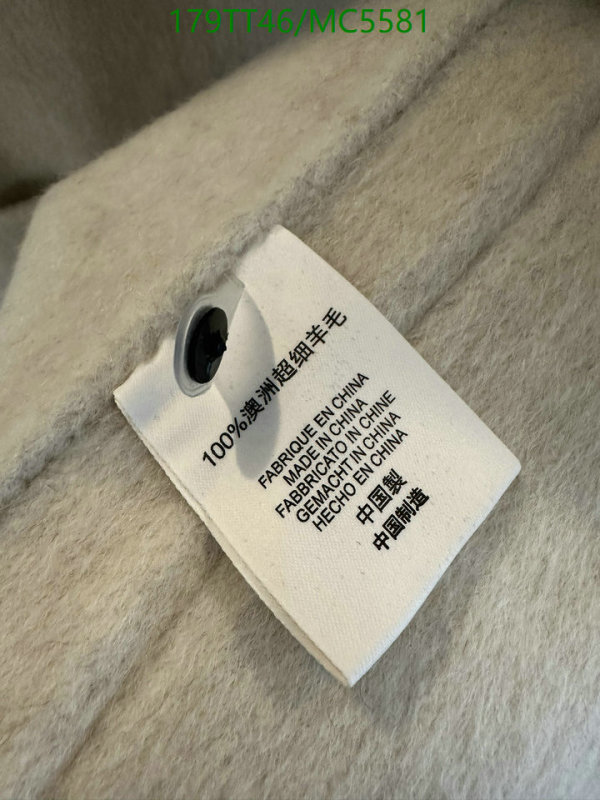 179TT46/MC5581
100%澳洲超细羊毛
FABRIQUE EN CHINA
MADE IN CHINA
FABBRICATO IN CHINE
GEMACHT IN CHINA
HECHO EN CHINA
中国製
中国制造